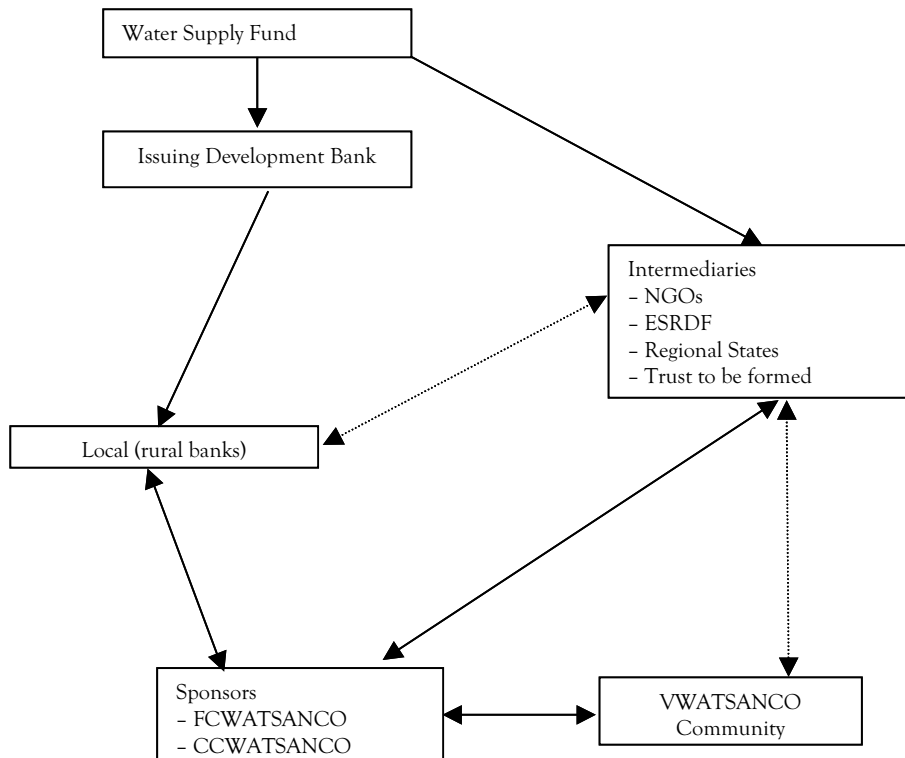 Water Supply Fund
Issuing Development Bank
Intermediaries
– NGOs
– ESRDF
– Regional States
– Trust to be formed
Local (rural banks)
Sponsors
– FCWATSANCO
– CCWATSANCO
VWATSANCO
Community